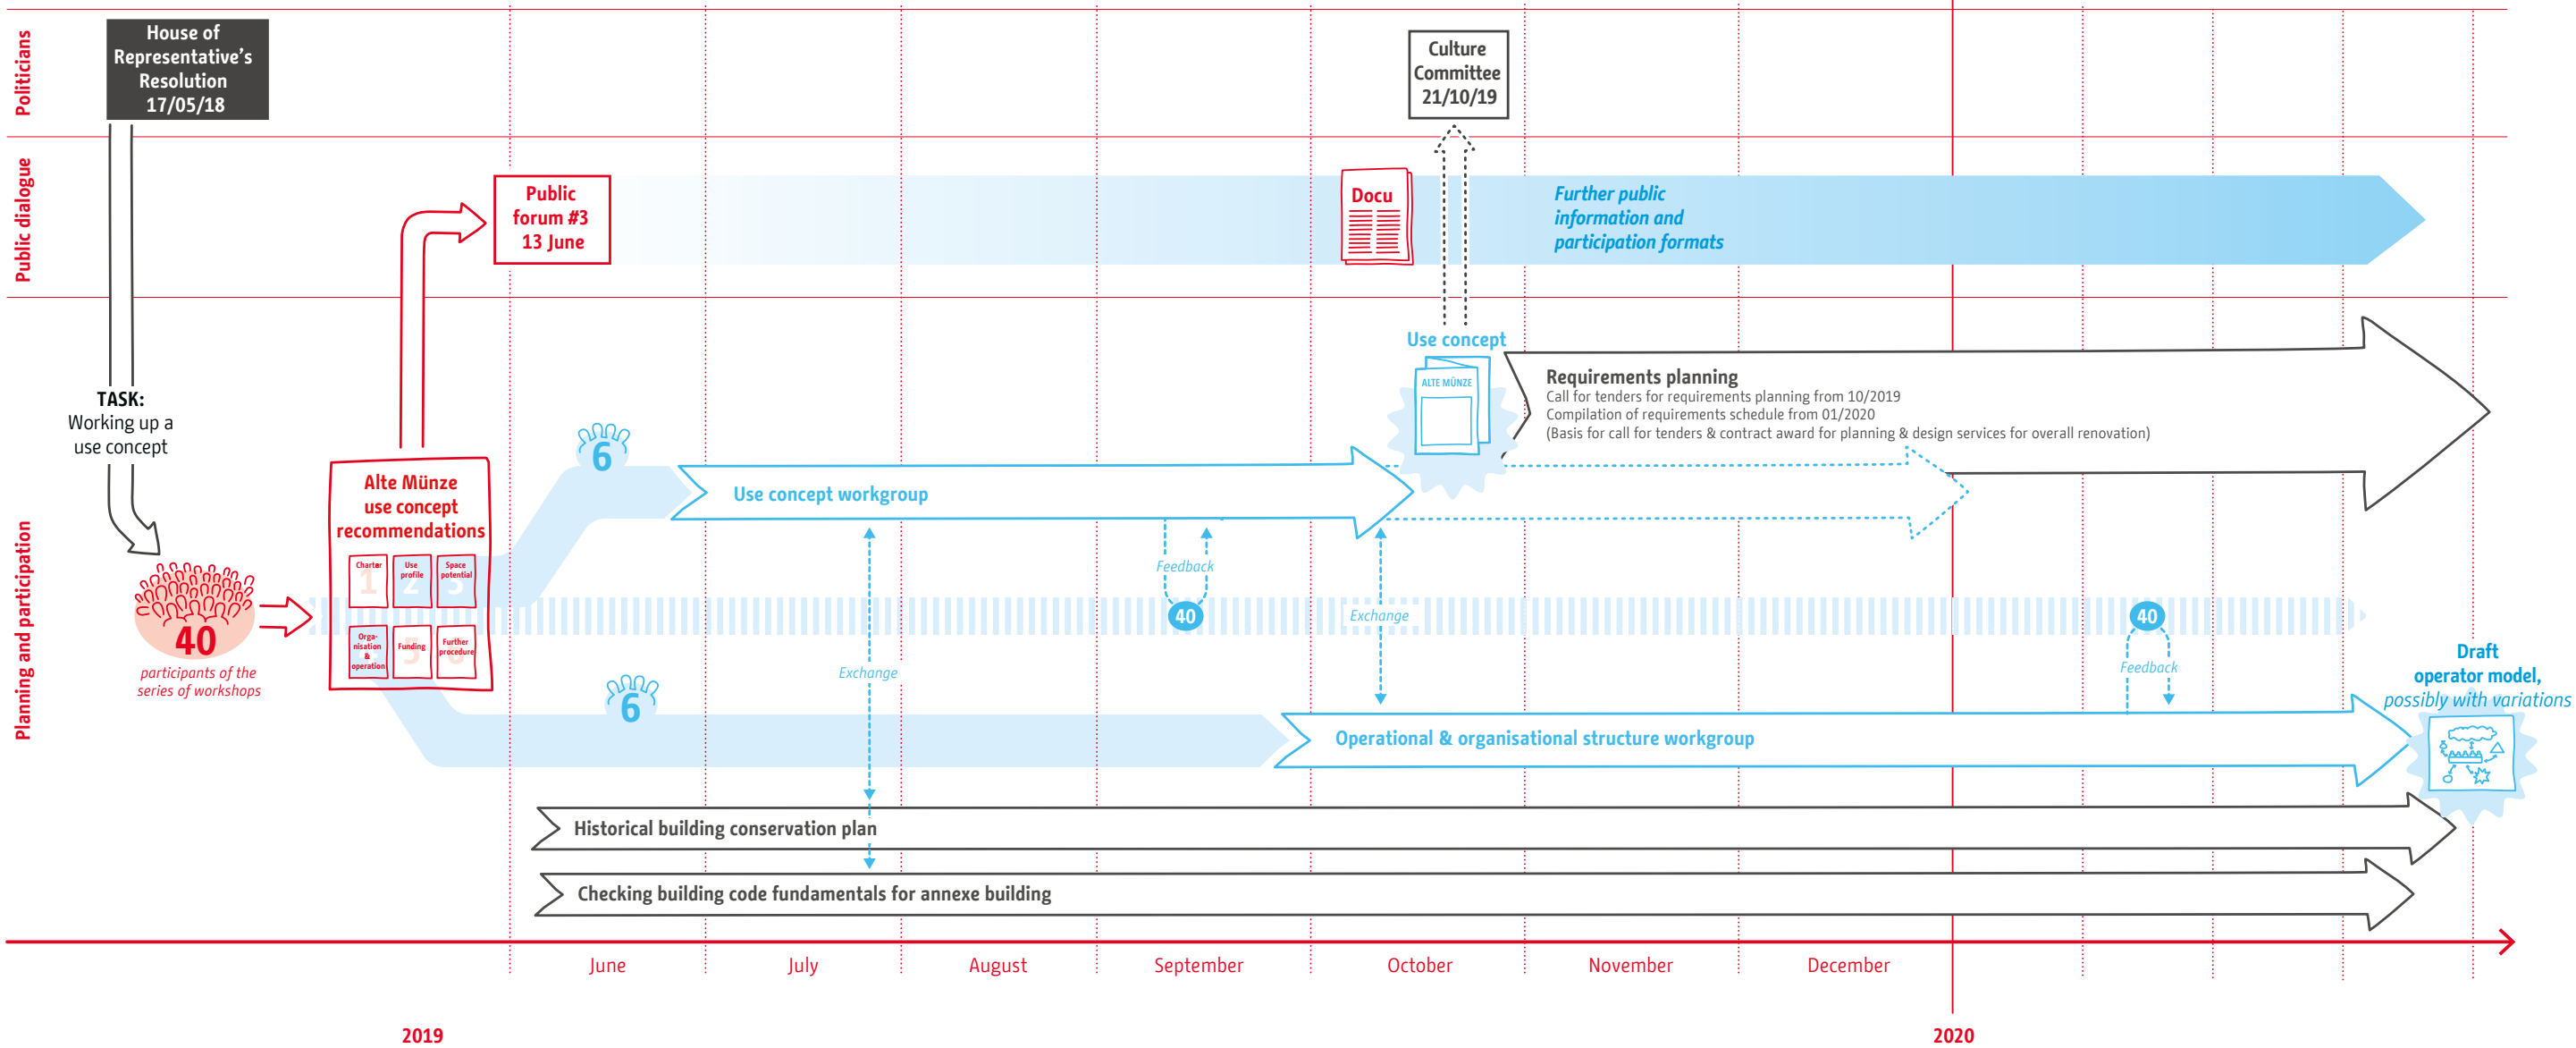 Politicians
House of
Representative's
Resolution
17/05/18
Culture
Committee
21/10/19
Public dialogue
Public
forum #3
13 June
Docu
Further public
information and
participation formats
Planning and participation
TASK:
Working up a
use concept
40
participants of the
series of workshops
Alte Münze
use concept
recommendations
1
Charter
2
Use
profile
3
Space
potential
Orga-
nisation
&
operation
5
Funding
6
Further
procedure
6
Use concept workgroup
Use concept
ALTE MÜNZE
Requirements planning
Call for tenders for requirements planning from 10/2019
Compilation of requirements schedule from 01/2020
(Basis for call for tenders & contract award for planning & design services for overall renovation)
Feedback
40
Exchange
Exchange
40
Feedback
6
Operational & organisational structure workgroup
Draft
operator model,
possibly with variations
Historical building conservation plan
Checking building code fundamentals for annexe building
June
July
August
September
October
November
December
2019
2020